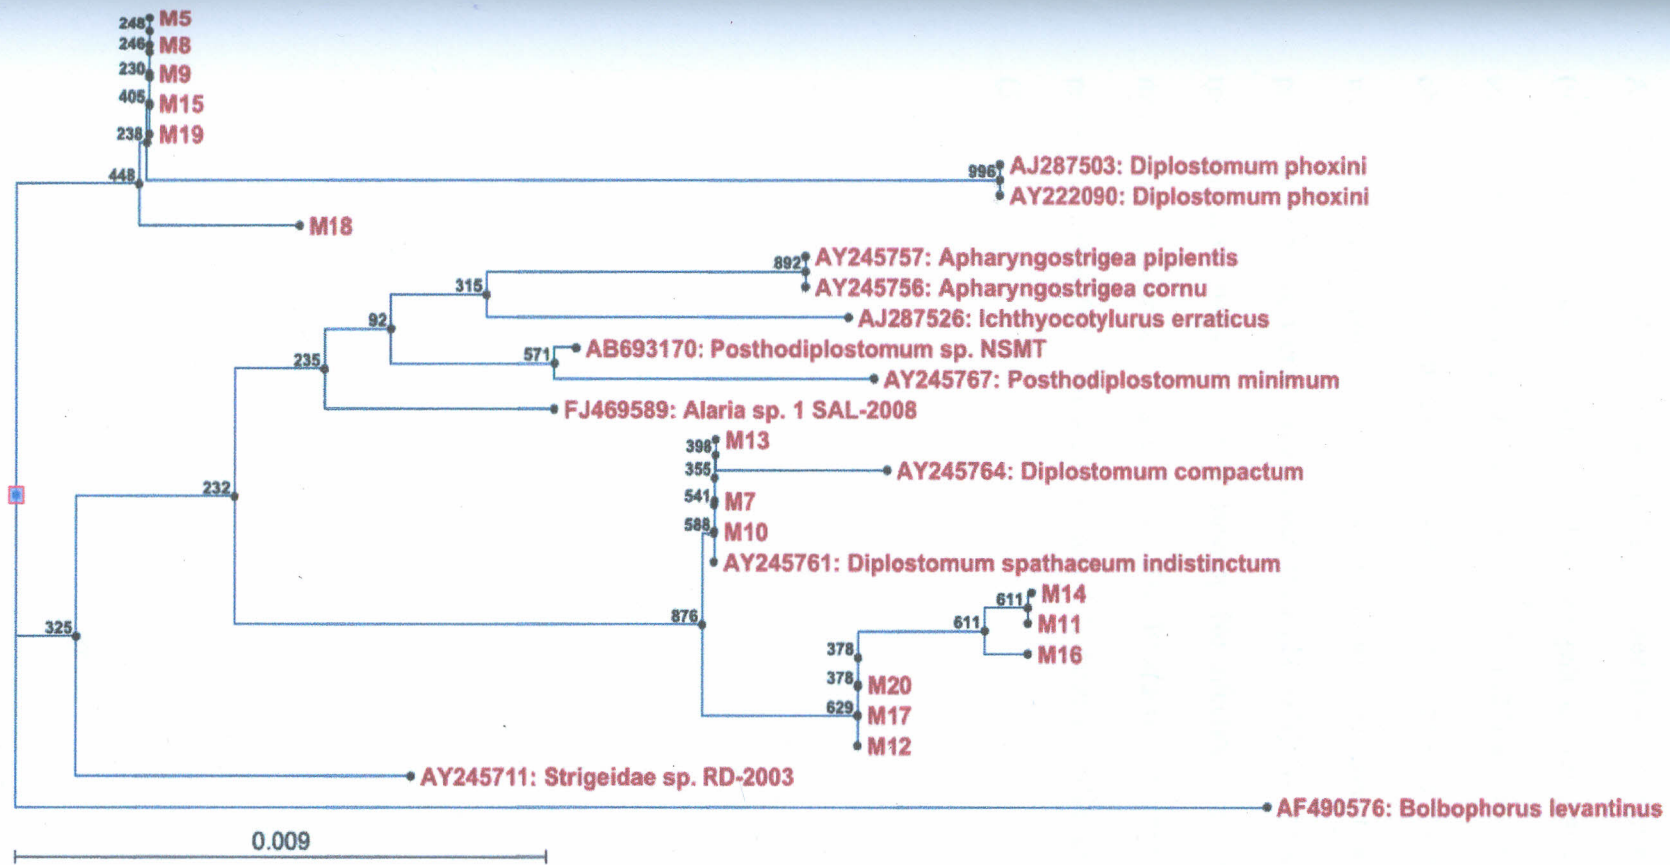 248 M5
246 M8
230 M9
405 M15
238 M19
996 AJ287503: Diplostomum phoxini
AY222090: Diplostomum phoxini
448
M18
892 AY245757: Apharyngostrigea pipientis
315 AY245756: Apharyngostrigea cornu
92 AJ287526: Ichthyocotylurus erraticus
235 571 AB693170: Posthodiplostomum sp. NSMT
AY245767: Posthodiplostomum minimum
FJ469589: Alaria sp. 1 SAL-2008
398 M13
355 AY245764: Diplostomum compactum
232 541 M7
588 M10
AY245761: Diplostomum spathaceum indistinctum
611 M14
876 611 M11
325 378 M16
378 M20
629 M17
M12
AY245711: Strigeidae sp. RD-2003
AF490576: Bolbophorus levantinus
0.009